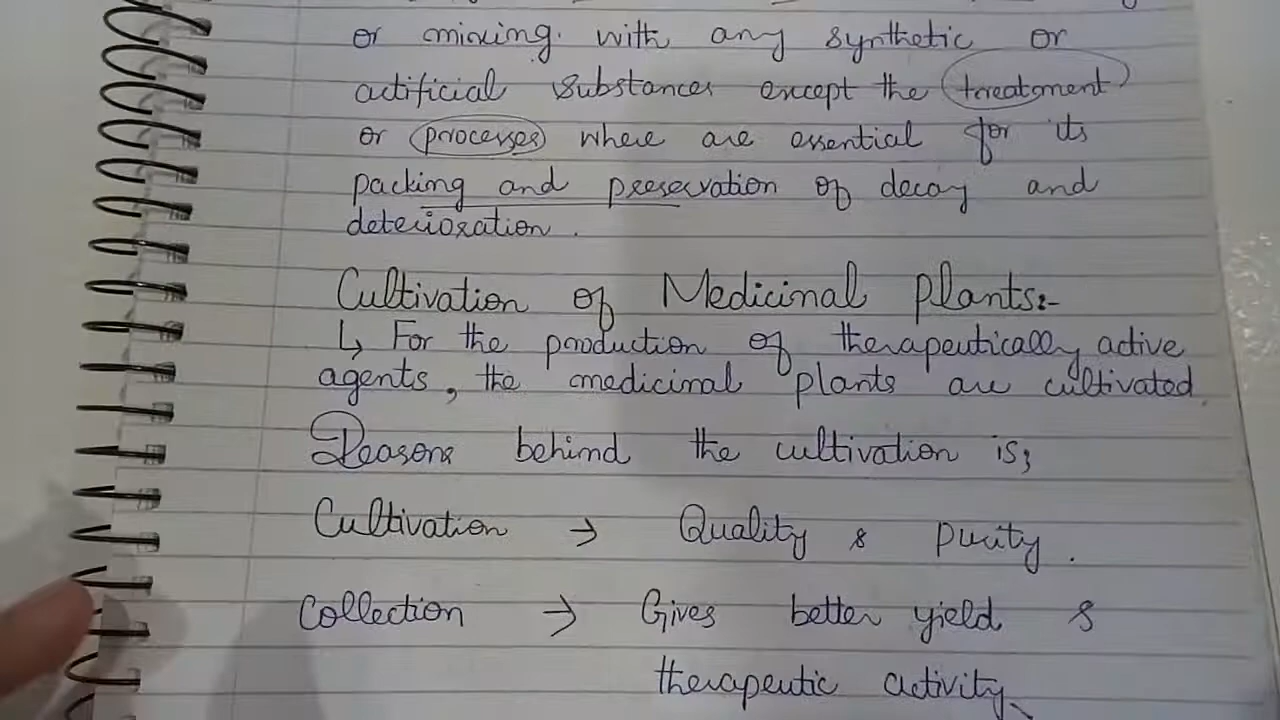 or mixing with any synthetic or
artificial substances except the treatment
or processes where are essential for its
packing and preservation of decay and
deterioration.
Cultivation of Medicinal plants:-
↳ For the production of therapeutically active
agents, the medicinal plants are cultivated.
Reasons behind the cultivation is;
Cultivation → Quality & Purity.
Collection → Gives better yield &
therapeutic activity